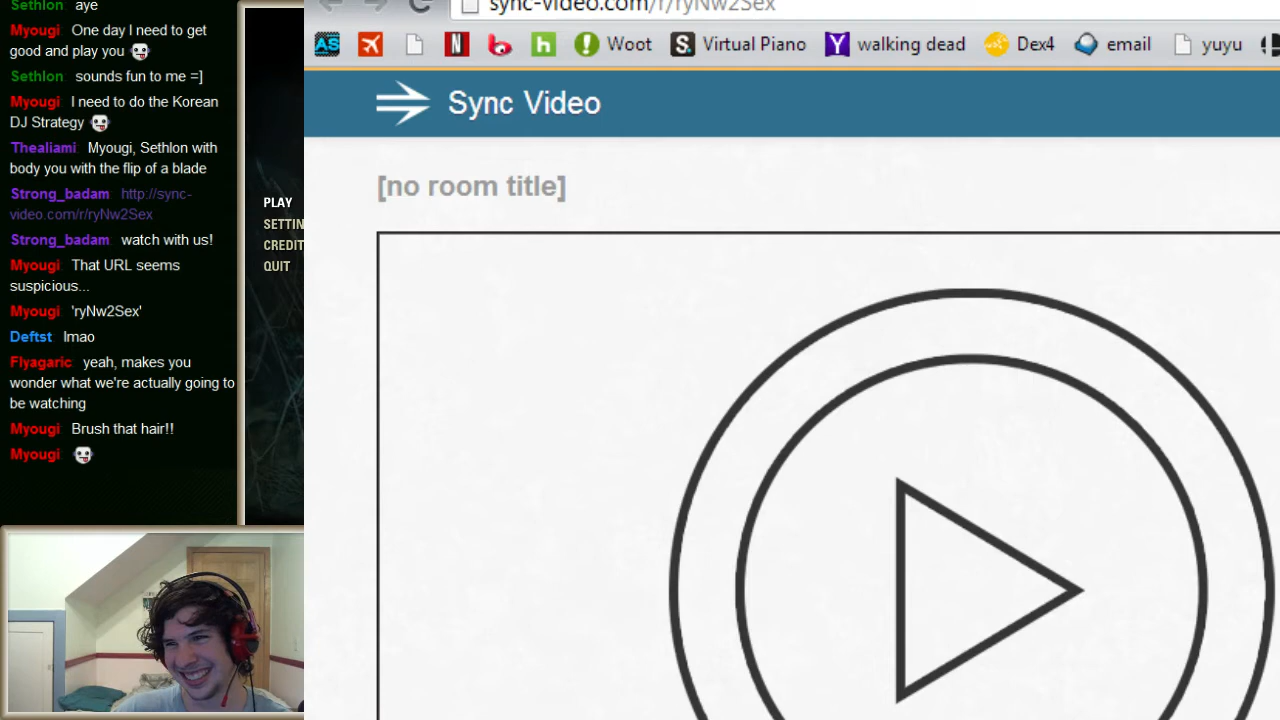 Sethlon aye
Myougi One day I need to get
good and play you
Sethlon sounds fun to me =]
Myougi I need to do the Korean
DJ Strategy
Thealiami Myougi, Sethlon with
body you with the flip of a blade
Strong_badam http://sync-
video.com/r/ryNw2Sex
Strong_badam watch with us!
Myougi That URL seems
suspicious...
Myougi 'ryNw2Sex'
Deftst lmao
Flyagaric yeah, makes you
wonder what we're actually going to
be watching
Myougi Brush that hair!!
Myougi
PLAY
SETTIN
CREDIT
QUIT
sync-video.com/r/ryNw2Sex
AS N b h Woot S. Virtual Piano Y walking dead Dex4 email yuyu
Sync Video
[no room title]